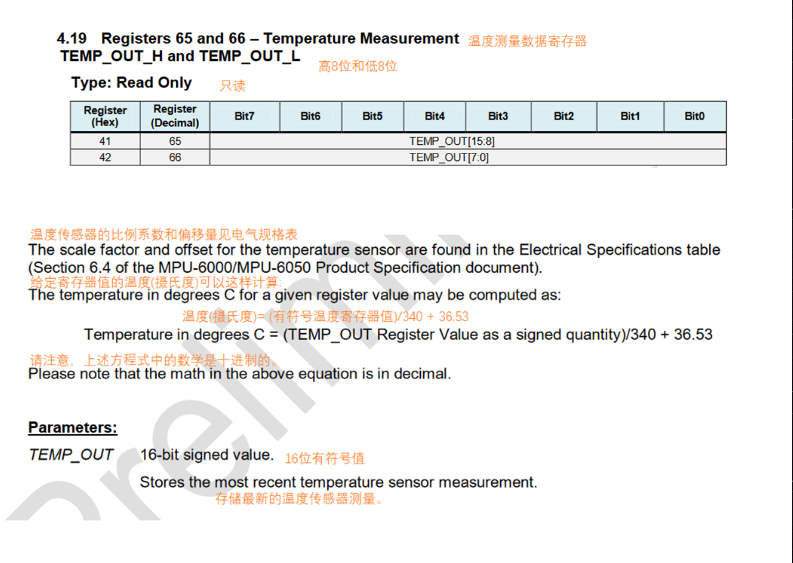 4.19 Registers 65 and 66 – Temperature Measurement 温度测量数据寄存器
TEMP_OUT_H and TEMP_OUT_L 高8位和低8位
Type: Read Only 只读
Register (Hex) Register (Decimal) Bit7 Bit6 Bit5 Bit4 Bit3 Bit2 Bit1 Bit0
41 65 TEMP_OUT[15:8]
42 66 TEMP_OUT[7:0]
温度传感器的比例系数和偏移量见电气规格表
The scale factor and offset for the temperature sensor are found in the Electrical Specifications table
(Section 6.4 of the MPU-6000/MPU-6050 Product Specification document).
给定寄存器值的温度(摄氏度)可以这样计算:
The temperature in degrees C for a given register value may be computed as:
温度(摄氏度)= (有符号温度寄存器值)/340 + 36.53
Temperature in degrees C = (TEMP_OUT Register Value as a signed quantity)/340 + 36.53
请注意，上述方程式中的数学是十进制的。
Please note that the math in the above equation is in decimal.
Parameters:
TEMP_OUT 16-bit signed value. 16位有符号值
Stores the most recent temperature sensor measurement.
存储最新的温度传感器测量。
Prelimi